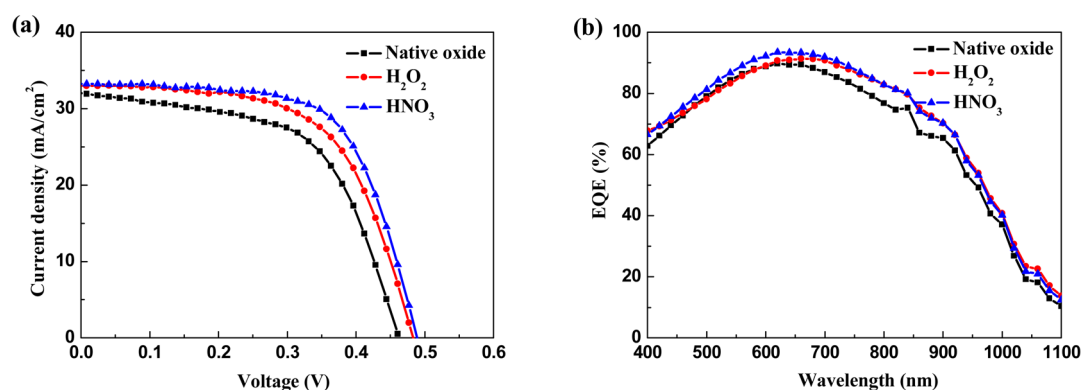 (a)
40
30
20
10
0
Current density (mA/cm²)
Native oxide
H₂O₂
HNO₃
0.0 0.1 0.2 0.3 0.4 0.5 0.6
Voltage (V)
(b)
100
80
60
40
20
0
EQE (%)
Native oxide
H₂O₂
HNO₃
400 500 600 700 800 900 1000 1100
Wavelength (nm)